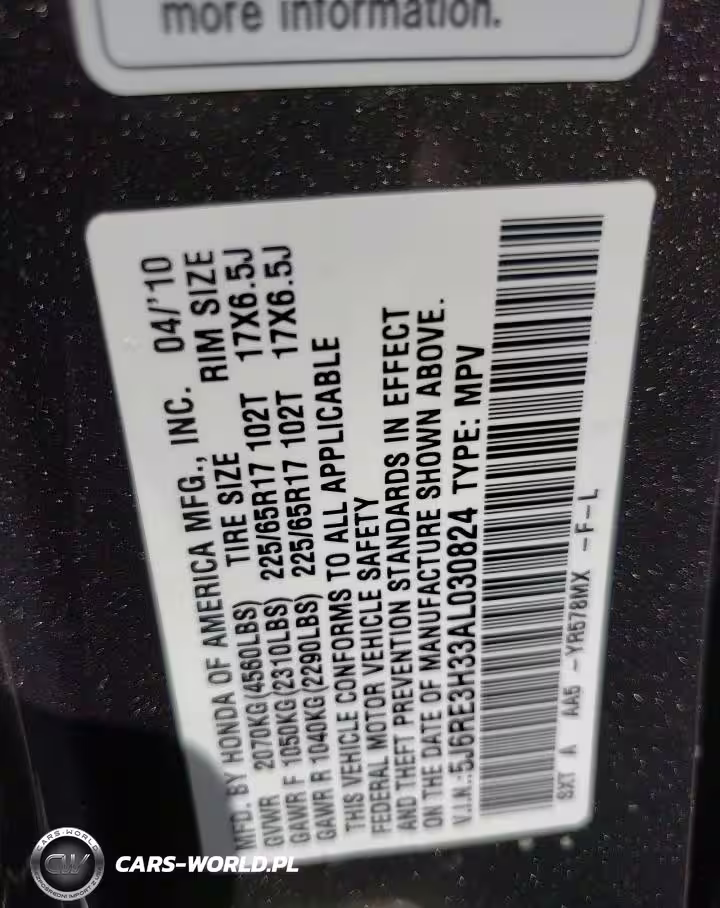 more information.
MFD. BY HONDA OF AMERICA MFG., INC. 04/'10
GVWR 2070KG(4560LBS) TIRE SIZE RIM SIZE
GAWR F 1050KG(2310LBS) 225/65R17 102T 17X6.5J
GAWR R 1040KG(2290LBS) 225/65R17 102T 17X6.5J
THIS VEHICLE CONFORMS TO ALL APPLICABLE
FEDERAL MOTOR VEHICLE SAFETY
AND THEFT PREVENTION STANDARDS IN EFFECT
ON THE DATE OF MANUFACTURE SHOWN ABOVE.
V.I.N.:5J6RE3H33AL030824 TYPE: MPV
SXT A AA5 -YR578MX -F-L
CARS-WORLD
CW
CARS-WORLD.PL